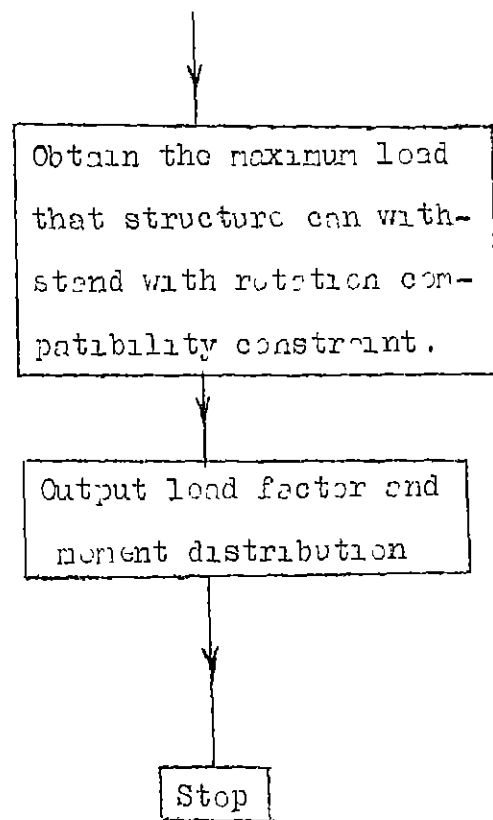 Obtain the maximum load
that structure can with-
stand with rotation com-
patibility constraint.
Output load factor and
moment distribution
Stop